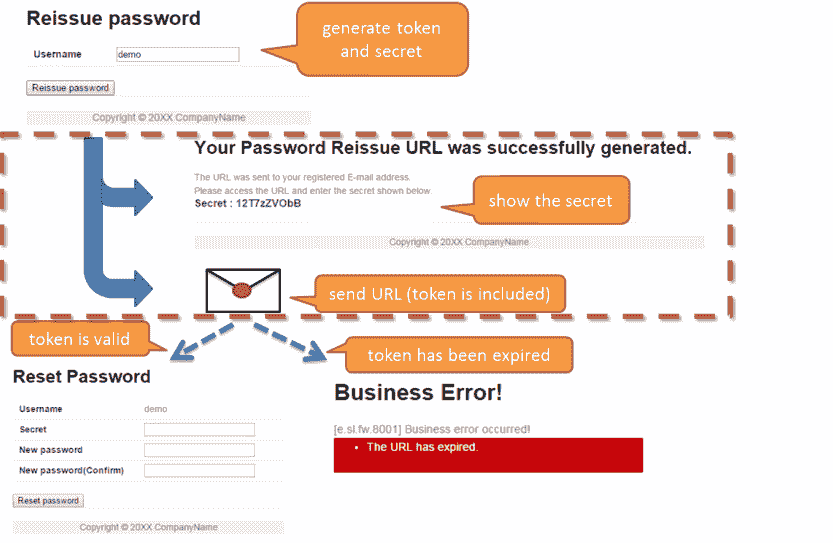 Reissue password
generate token
and secret
Username demo
Reissue password
Copyright © 20XX CompanyName
Your Password Reissue URL was successfully generated.
The URL was sent to your registered E-mail address.
Please access the URL and enter the secret shown below.
Secret : 12T7zZVObB
show the secret
Copyright © 20XX CompanyName
send URL (token is included)
token is valid
token has been expired
Reset Password
Username demo
Secret
New password
New password(Confirm)
Reset password
Copyright © 20XX CompanyName
Business Error!
[e.sl.fw.8001] Business error occurred!
• The URL has expired.